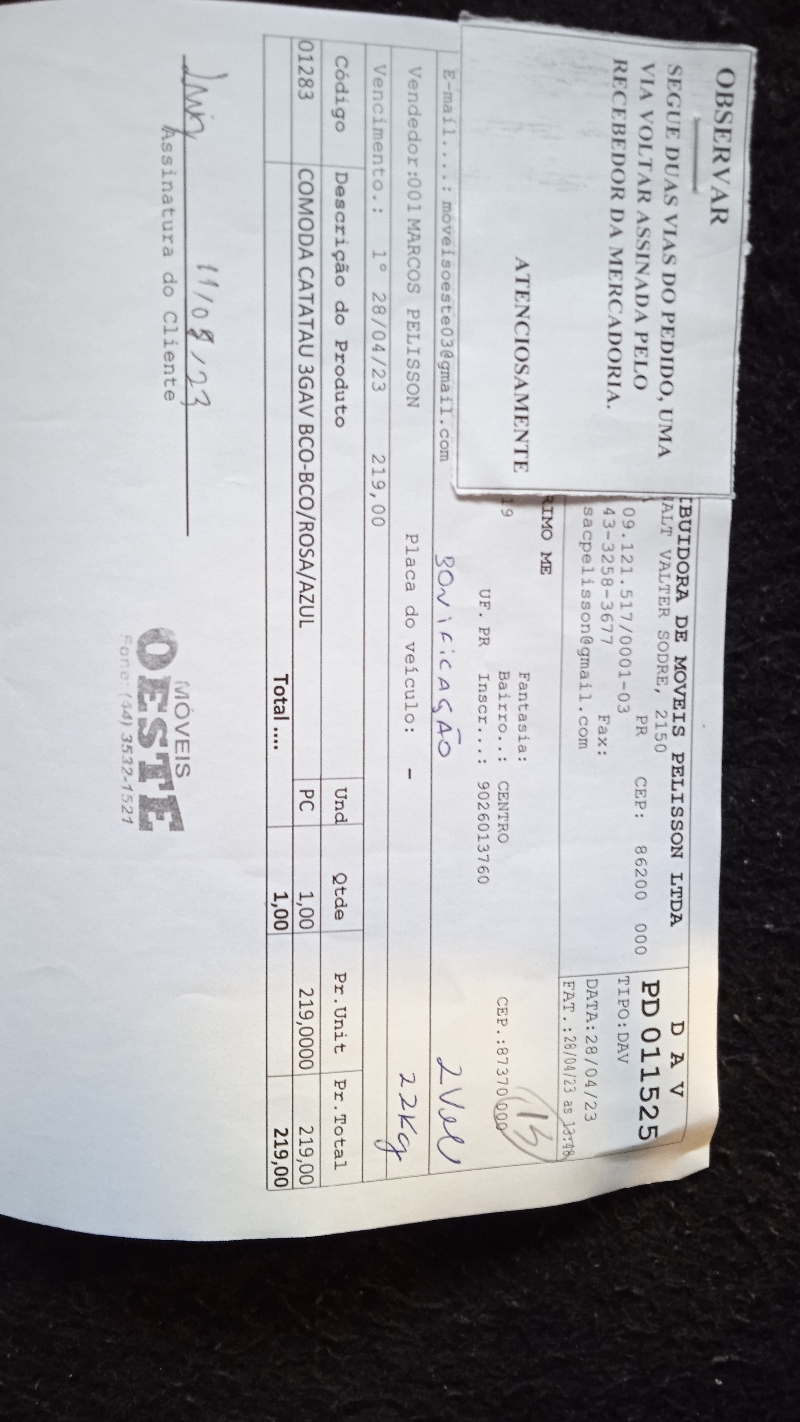 OBSERVAR
SEGUE DUAS VIAS DO PEDIDO, UMA
VIA VOLTAR ASSINADA PELO
RECEBEDOR DA MERCADORIA.
ATENCIOSAMENTE
IBUIDORA DE MOVEIS PELISSON LTDA
VALTER SODRE, 2150
09.121.517/0001-03 PR CEP: 86200 000
43-3258-3677 Fax:
sacpelisson@gmail.com
D A V
PD 011525
TIPO:DAV
DATA:28/04/23
FAT.:28/04/23 as 13:48
RIMO ME
19
Fantasia:
Bairro..: CENTRO CEP.:87370000
UF. PR Inscr...: 9026013760
13
E-mail....: moveisoeste03@gmail.com BONIFICAÇÃO 2 Vol
Vendedor:001 MARCOS PELISSON Placa do veículo: - 22Kg
Vencimento.: 1° 28/04/23 219,00
Código Descrição do Produto Und Qtde Pr.Unit Pr.Total
01283 COMODA CATATAU 3GAV BCO-BCO/ROSA/AZUL PC 1,00 219,0000 219,00
Total .... 1,00 219,00
11/08/23
Assinatura do Cliente
MÓVEIS
OESTE
Fone: (44) 3532-1521